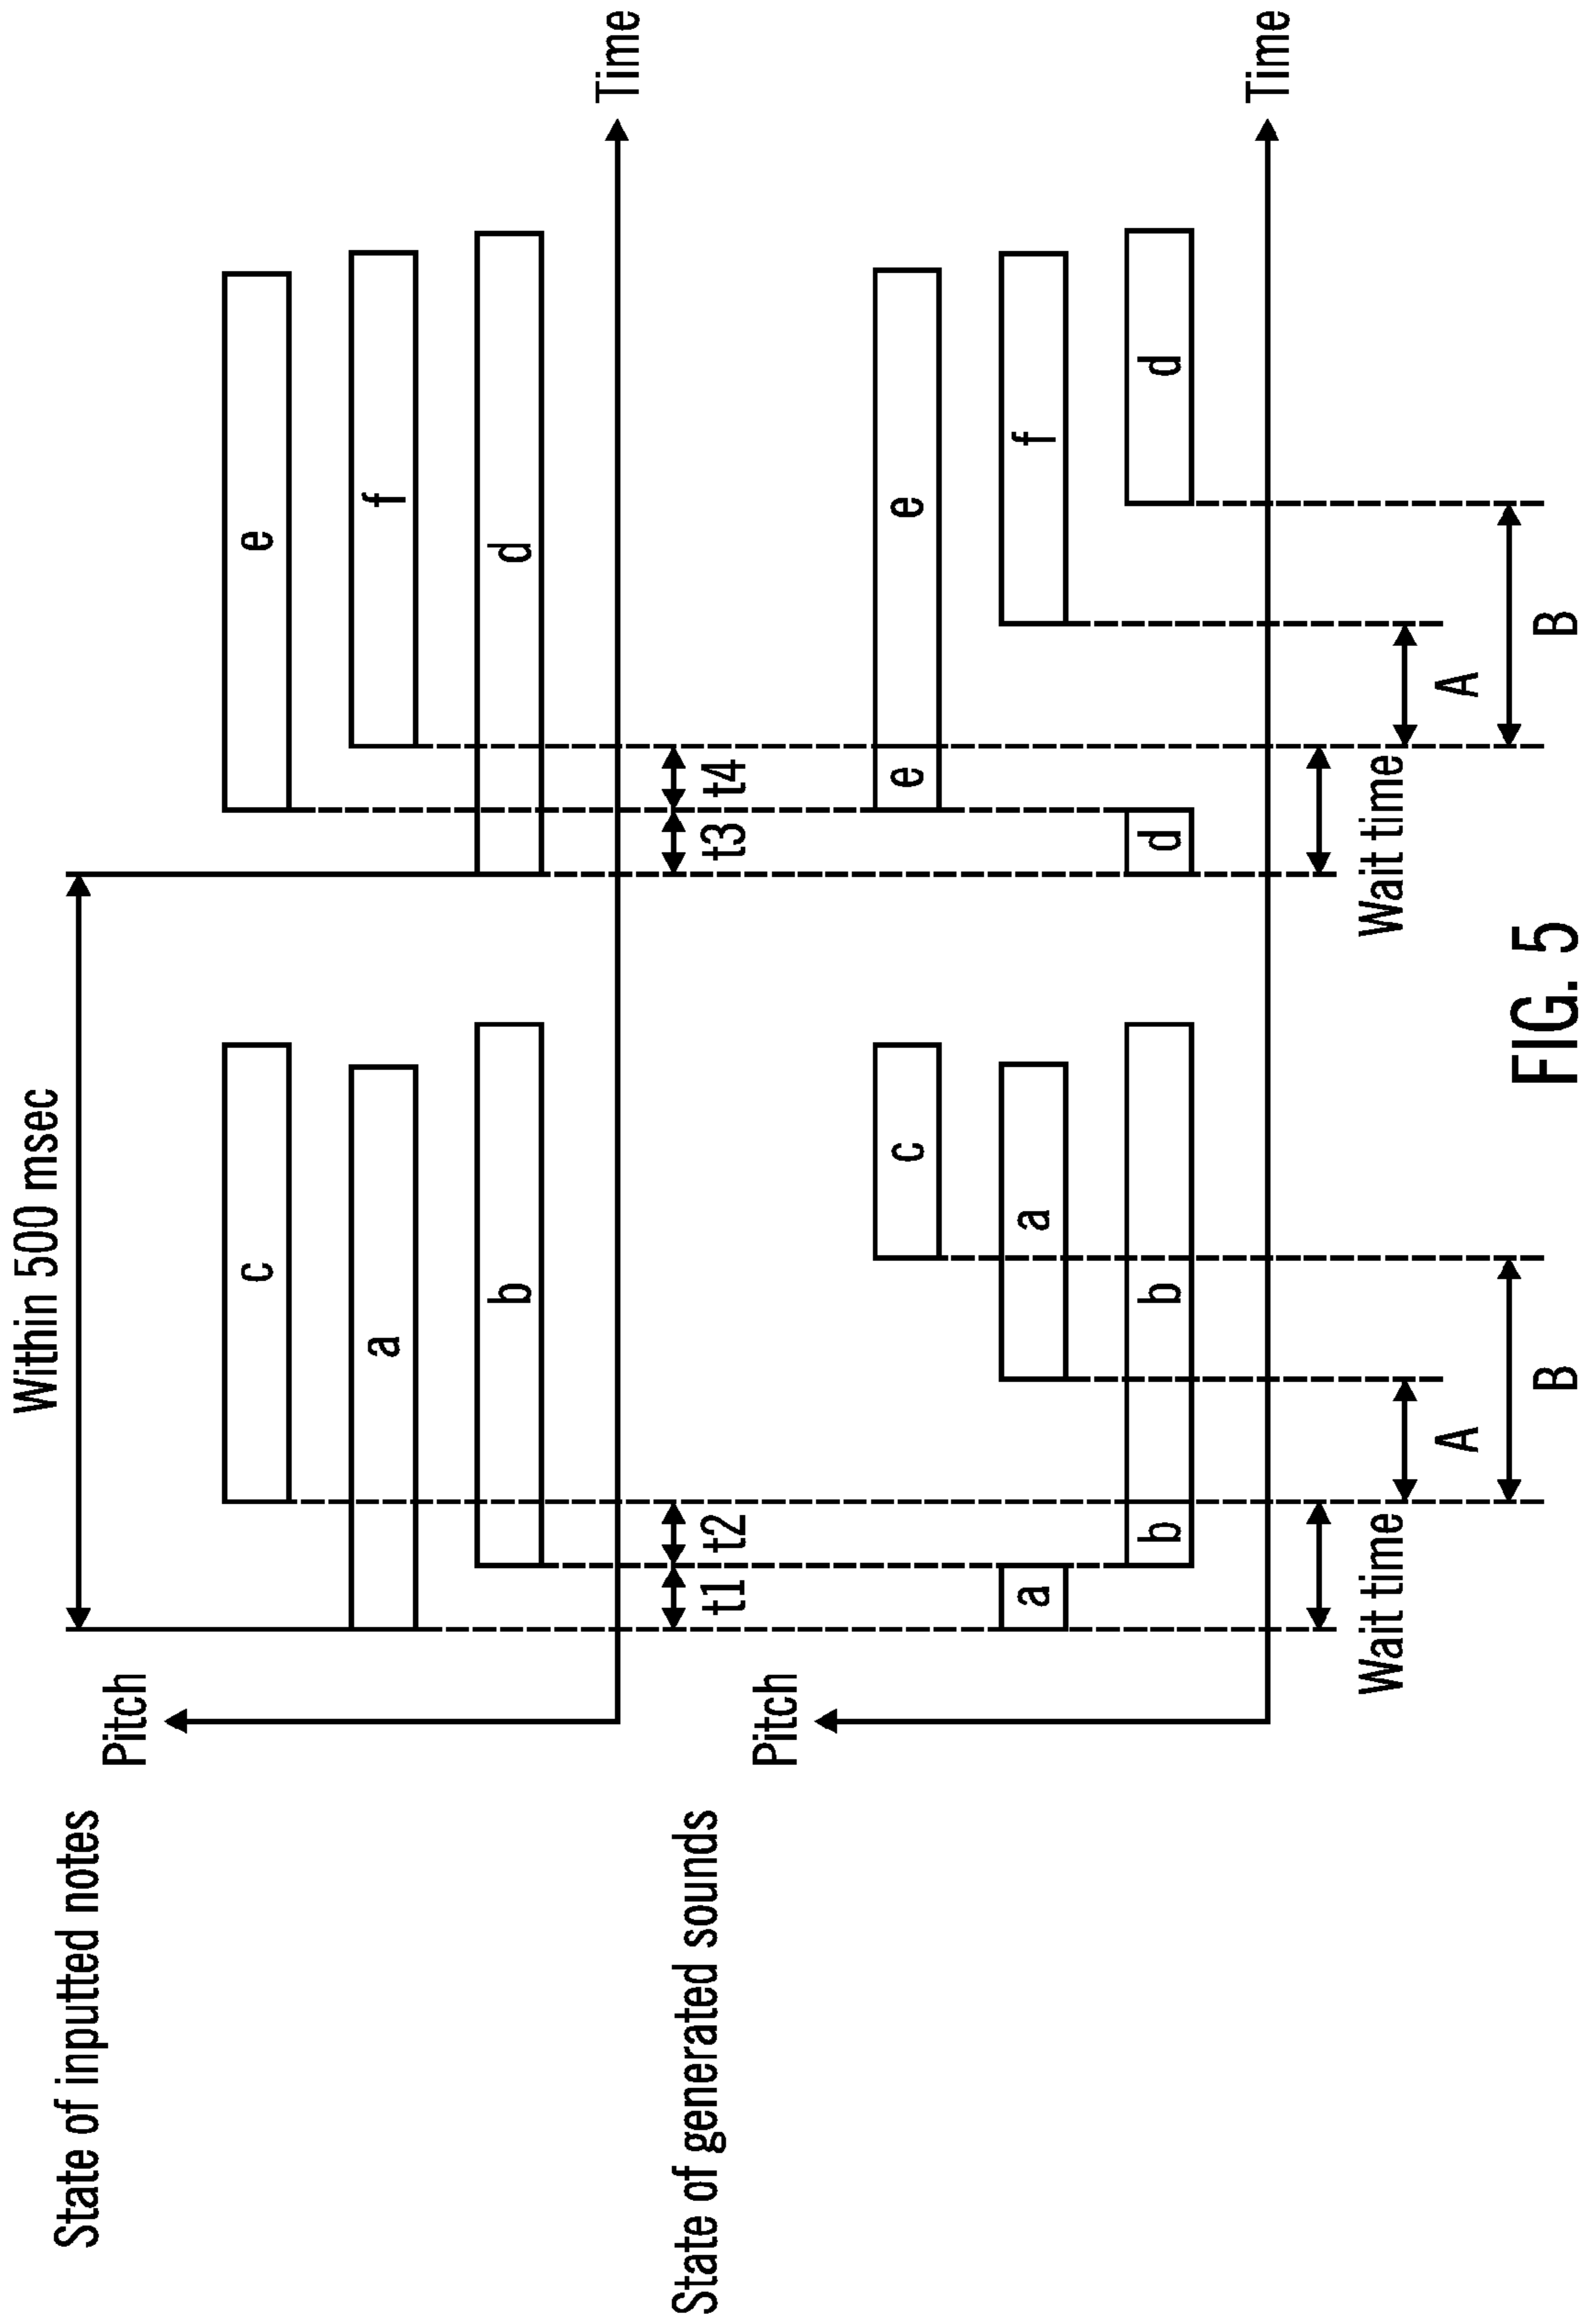 State of inputted notes
Pitch
Within 500 msec
c
e
a
f
b
d
Time
t1
t2
t3
t4
State of generated sounds
Pitch
c
e
e
a
a
f
b
b
d
d
Time
Wait time
Wait time
A
A
B
B
FIG. 5